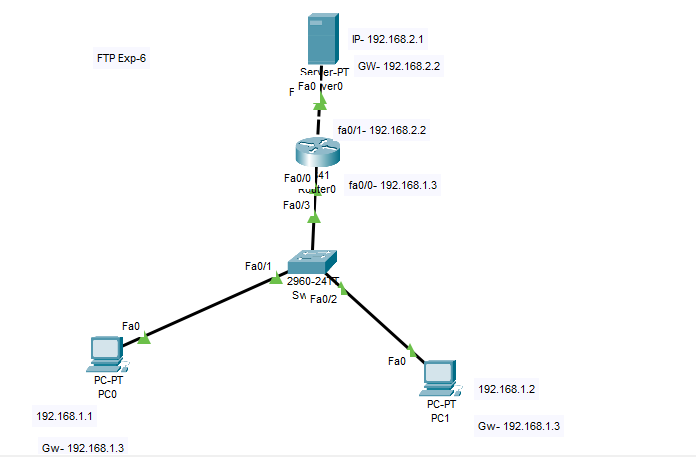 IP- 192.168.2.1
FTP Exp-6
GW- 192.168.2.2
Server-PT
Fa0 ver0
F
fa0/1- 192.168.2.2
Fa0/0 41
Router0
fa0/0- 192.168.1.3
Fa0/3
Fa0/1
2960-24TT
Sw Fa0/2
Fa0
PC-PT
PC0
Fa0
192.168.1.2
PC-PT
PC1
192.168.1.1
Gw- 192.168.1.3
Gw- 192.168.1.3